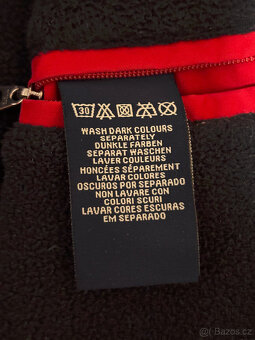 30
WASH DARK COLOURS
SEPARATELY
DUNKLE FARBEN
SEPARAT WASCHEN
LAVER COULEURS
FONCÉES SÉPARÉMENT
LAVAR COLORES
OSCUROS POR SEPARADO
NON LAVARE CON
COLORI SCURI
LAVAR CORES ESCURAS
EM SEPARADO
Bazos.cz